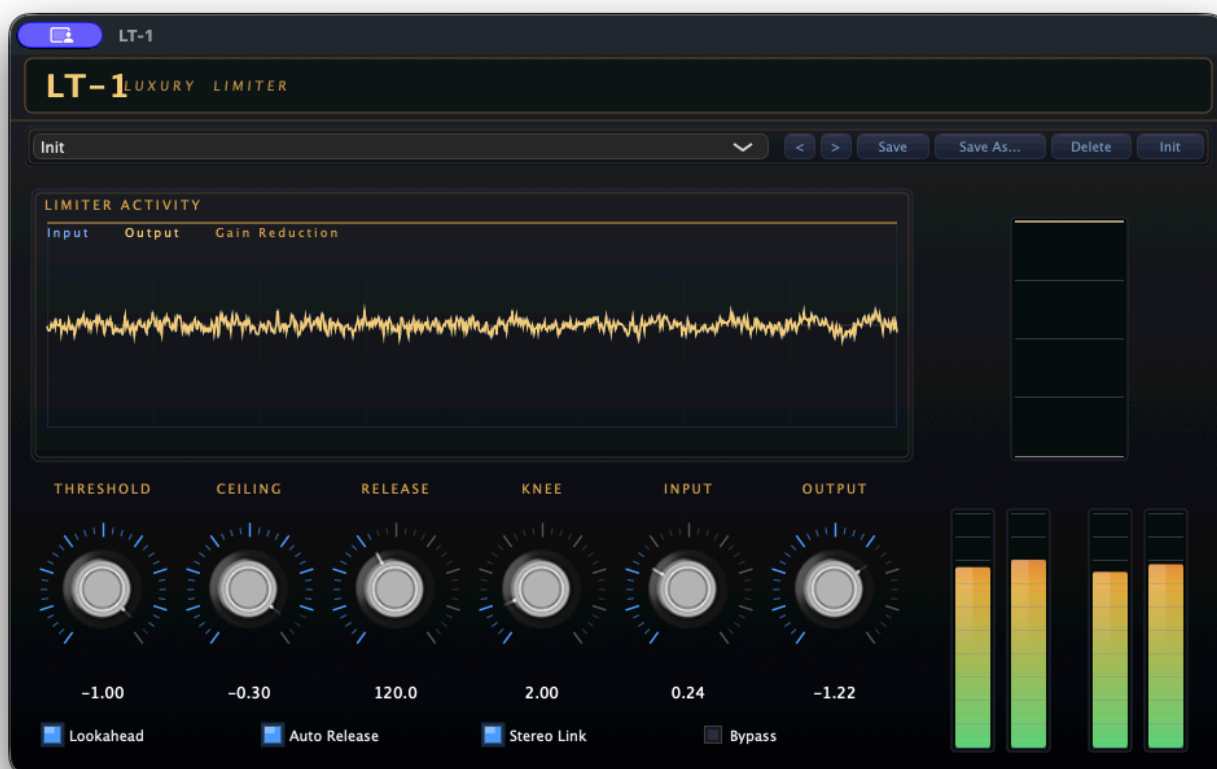 LT-1
LT-1 LUXURY LIMITER
Init < > Save Save As... Delete Init
LIMITER ACTIVITY
Input Output Gain Reduction
THRESHOLD CEILING RELEASE KNEE INPUT OUTPUT
-1.00 -0.30 120.0 2.00 0.24 -1.22
Lookahead Auto Release Stereo Link Bypass